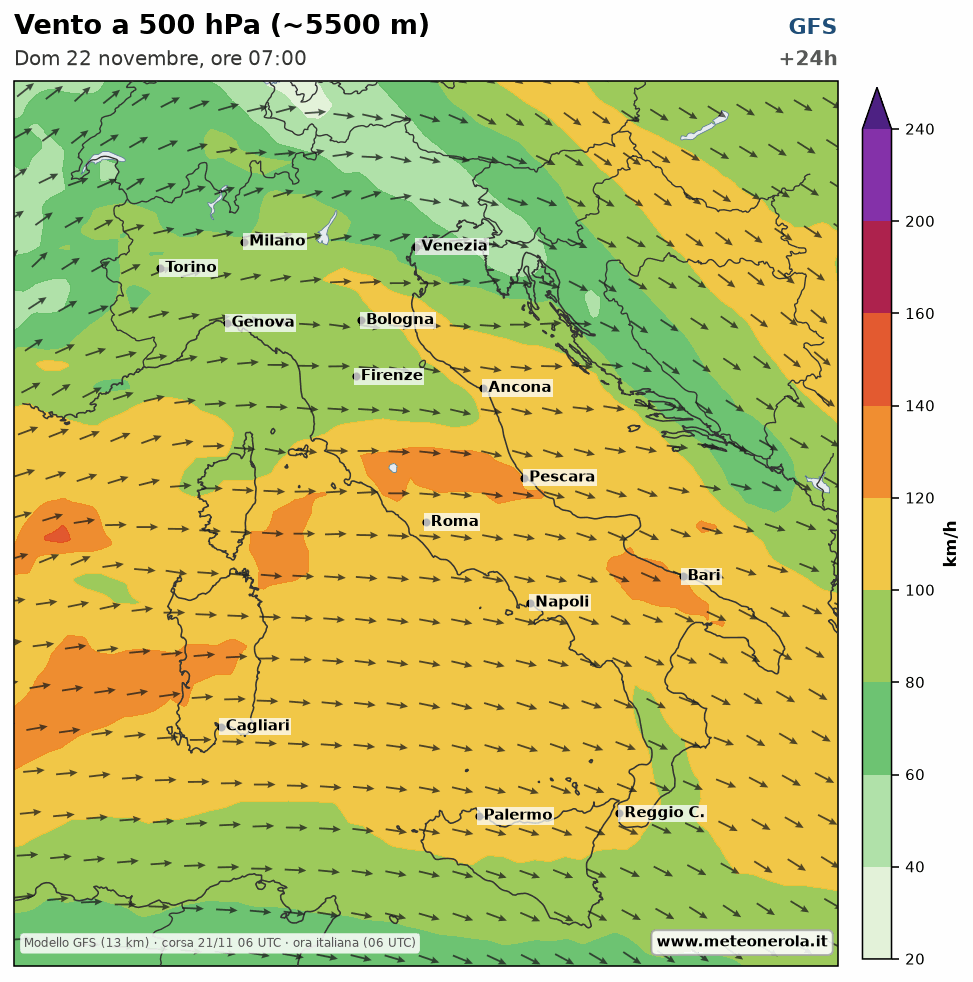 Vento a 500 hPa (~5500 m)
GFS
Dom 22 novembre, ore 07:00
+24h
240
200
160
140
120
100
80
60
40
20
km/h
Milano
Venezia
Torino
Genova
Bologna
Firenze
Ancona
Pescara
Roma
Bari
Napoli
Cagliari
Palermo
Reggio C.
Modello GFS (13 km) · corsa 21/11 06 UTC · ora italiana (06 UTC)
www.meteonerola.it